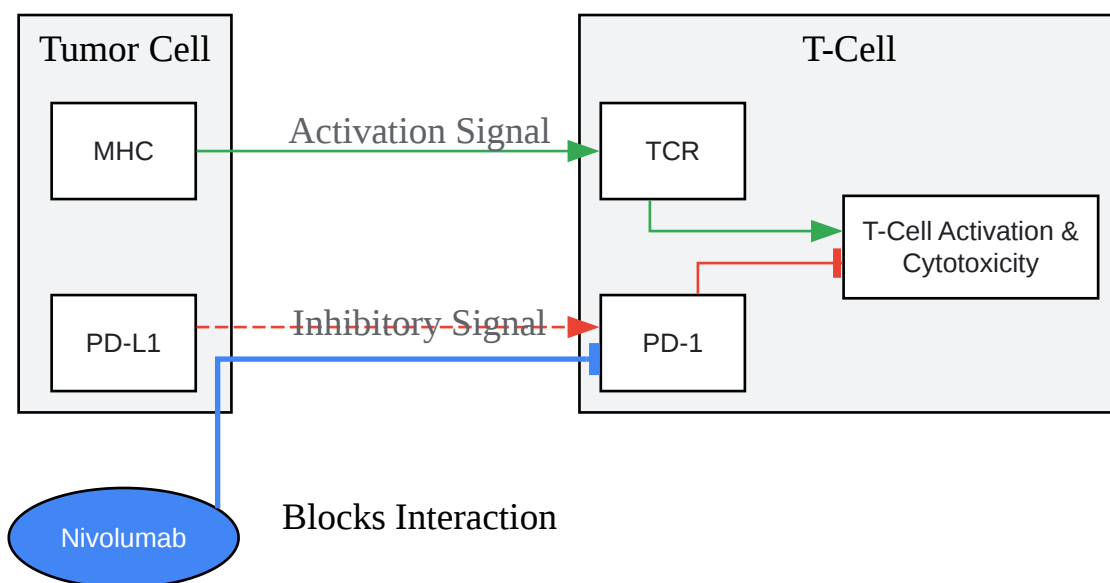 Tumor Cell
T-Cell
MHC
Activation Signal
TCR
T-Cell Activation &
Cytotoxicity
PD-L1
Inhibitory Signal
PD-1
Nivolumab
Blocks Interaction